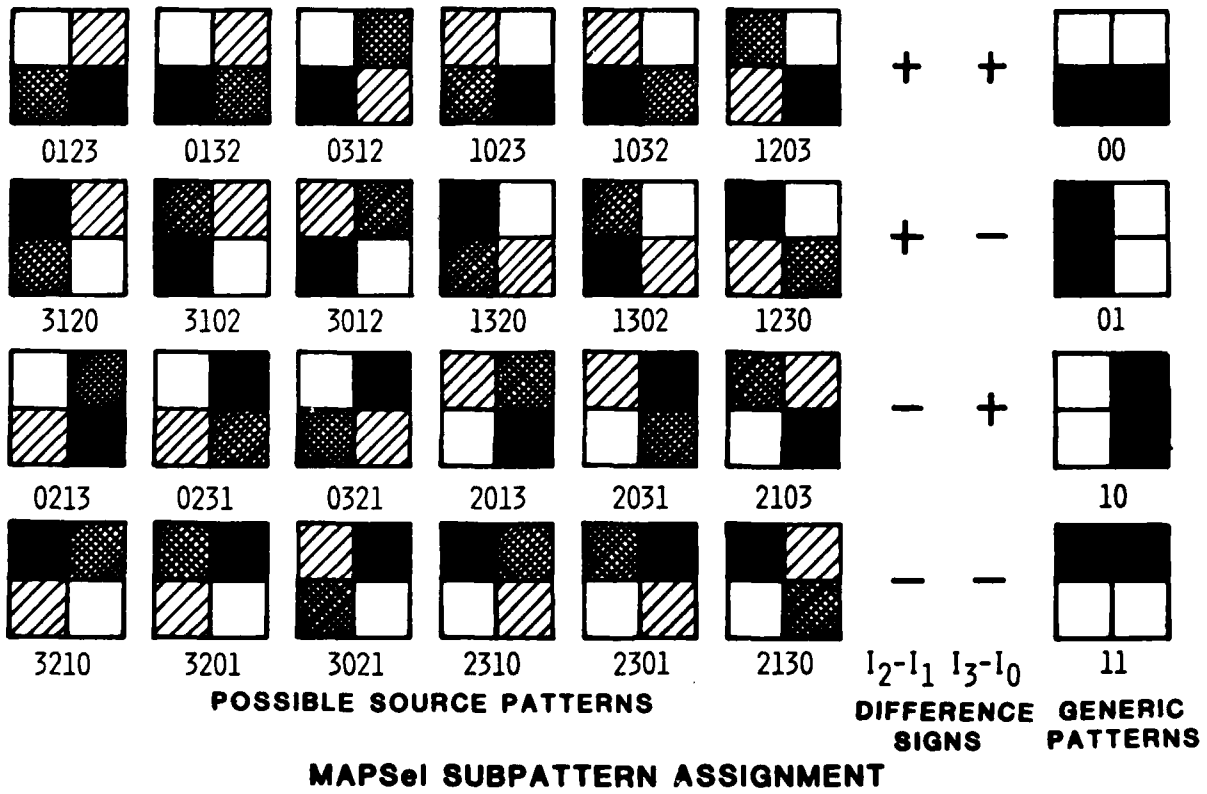 0123 0132 0312 1023 1032 1203 + + 00
3120 3102 3012 1320 1302 1230 + − 01
0213 0231 0321 2013 2031 2103 − + 10
3210 3201 3021 2310 2301 2130 − − 11
I₂-I₁ I₃-I₀
POSSIBLE SOURCE PATTERNS
DIFFERENCE SIGNS
GENERIC PATTERNS
MAPSel SUBPATTERN ASSIGNMENT